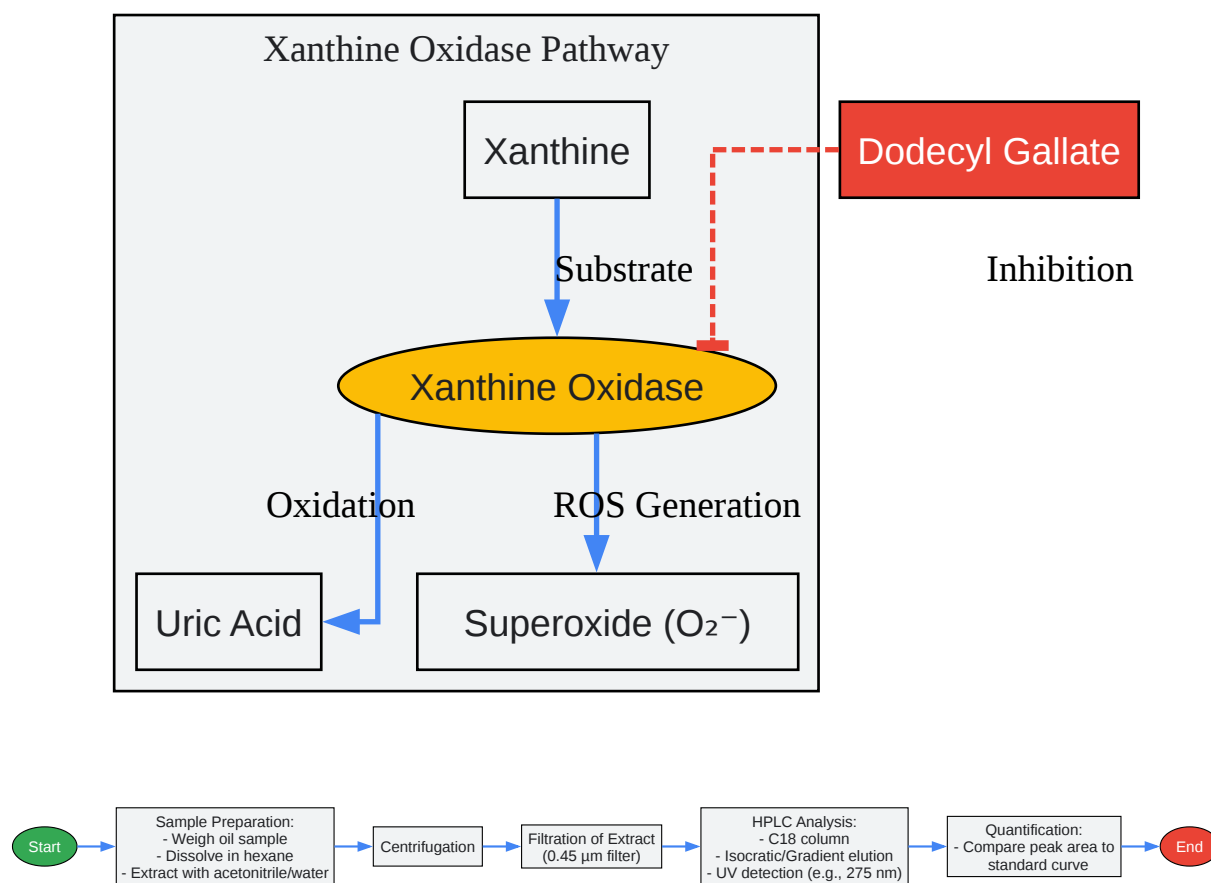 Xanthine Oxidase Pathway
Xanthine
Dodecyl Gallate
Substrate
Inhibition
Xanthine Oxidase
Oxidation
ROS Generation
Uric Acid
Superoxide (O₂⁻)
Start
Sample Preparation:
- Weigh oil sample
- Dissolve in hexane
- Extract with acetonitrile/water
Centrifugation
Filtration of Extract
(0.45 µm filter)
HPLC Analysis:
- C18 column
- Isocratic/Gradient elution
- UV detection (e.g., 275 nm)
Quantification:
- Compare peak area to
standard curve
End